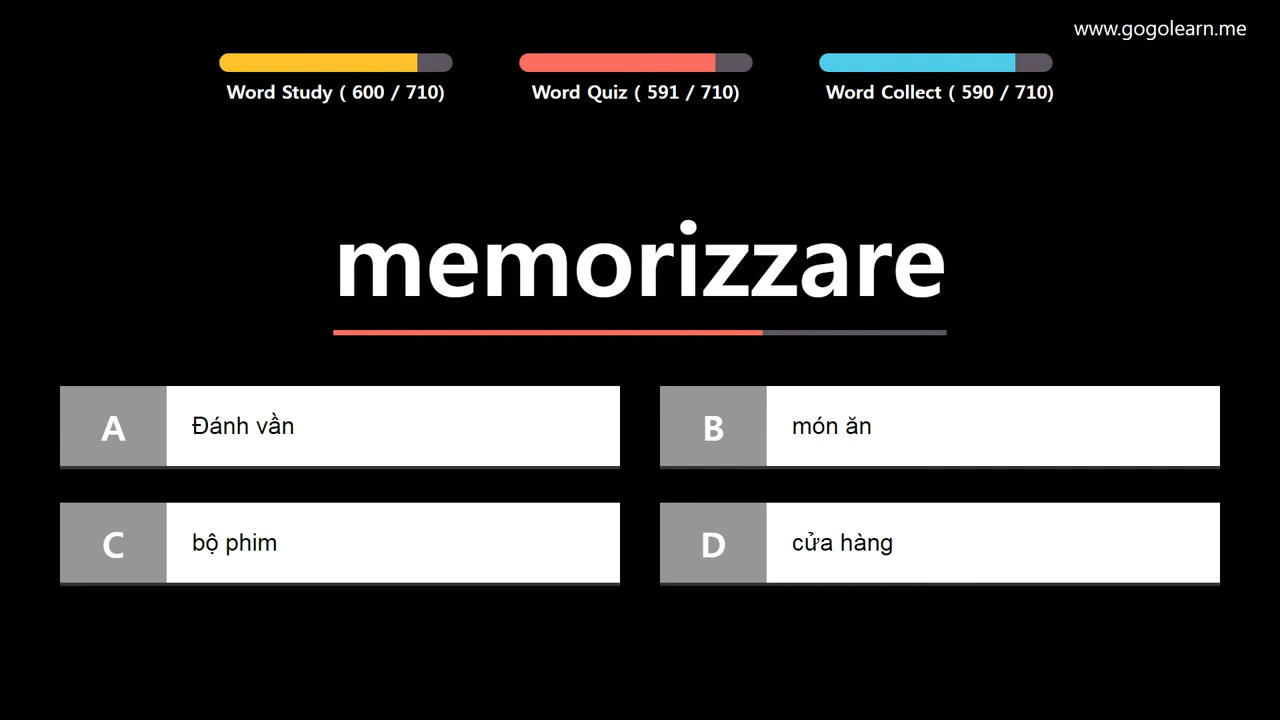 www.gogolearn.me
Word Study ( 600 / 710)
Word Quiz ( 591 / 710)
Word Collect ( 590 / 710)
memorizzare
A
Đánh vần
B
món ăn
C
bộ phim
D
cửa hàng